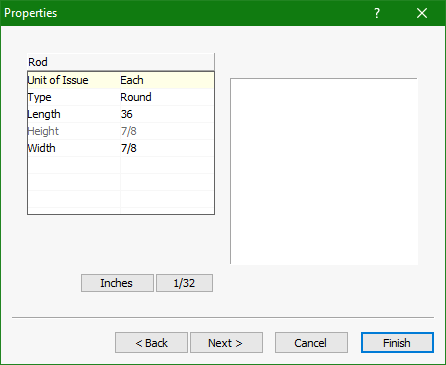 Properties ? ×
Rod
Unit of Issue Each
Type Round
Length 36
Height 7/8
Width 7/8
Inches 1/32
< Back Next > Cancel Finish